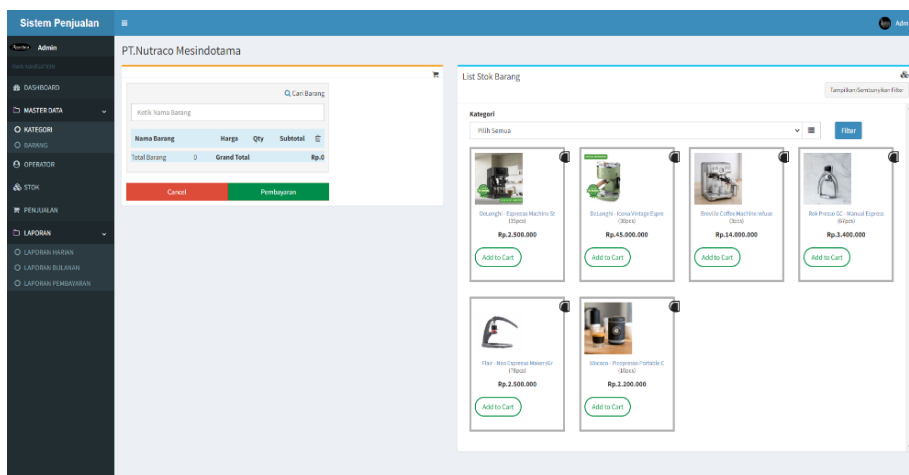 Sistem Penjualan
Adm
Admin
DASHBOARD
MASTER DATA
KATEGORI
BARANG
OPERATOR
STOK
PENJUALAN
LAPORAN
LAPORAN HARIAN
LAPORAN BULANAN
LAPORAN PEMBAYARAN
PT.Nutraco Mesindotama
Cari Barang
Ketik Nama Barang
Nama Barang Harga Qty Subtotal
Total Barang 0 Grand Total Rp.0
Cancel Pembayaran
List Stok Barang
Tampilkan/Sembunyikan Filter
Kategori
Pilih Semua Filter
DeLonghi - Espresso Machine St
(35pcs)
Rp.2.500.000
Add to Cart
DeLonghi - Icona Vintage Espre
(30pcs)
Rp.45.000.000
Add to Cart
Breville Coffee Machine Infuse
(3pcs)
Rp.14.000.000
Add to Cart
Rok Presso GC - Manual Espress
(67pcs)
Rp.3.400.000
Add to Cart
Flair - Neo Espresso Maker (Gr
(78pcs)
Rp.2.500.000
Add to Cart
Portable C
(18pcs)
Rp.2.200.000
Add to Cart